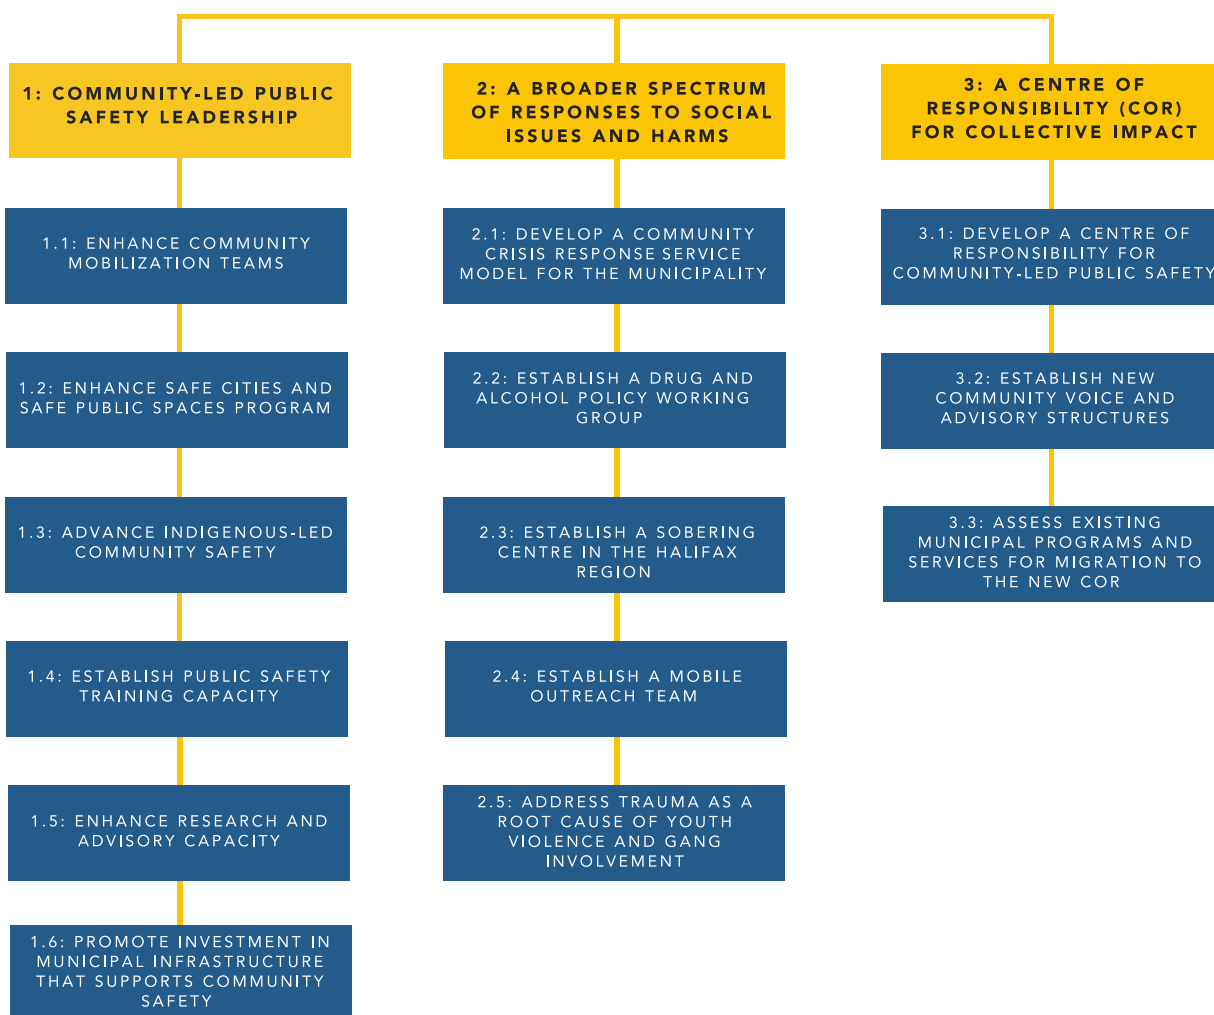 1: COMMUNITY-LED PUBLIC
SAFETY LEADERSHIP
1.1: ENHANCE COMMUNITY
MOBILIZATION TEAMS
1.2: ENHANCE SAFE CITIES AND
SAFE PUBLIC SPACES PROGRAM
1.3: ADVANCE INDIGENOUS-LED
COMMUNITY SAFETY
1.4: ESTABLISH PUBLIC SAFETY
TRAINING CAPACITY
1.5: ENHANCE RESEARCH AND
ADVISORY CAPACITY
1.6: PROMOTE INVESTMENT IN
MUNICIPAL INFRASTRUCTURE
THAT SUPPORTS COMMUNITY
SAFETY
2: A BROADER SPECTRUM
OF RESPONSES TO SOCIAL
ISSUES AND HARMS
2.1: DEVELOP A COMMUNITY
CRISIS RESPONSE SERVICE
MODEL FOR THE MUNICIPALITY
2.2: ESTABLISH A DRUG AND
ALCOHOL POLICY WORKING
GROUP
2.3: ESTABLISH A SOBERING
CENTRE IN THE HALIFAX
REGION
2.4: ESTABLISH A MOBILE
OUTREACH TEAM
2.5: ADDRESS TRAUMA AS A
ROOT CAUSE OF YOUTH
VIOLENCE AND GANG
INVOLVEMENT
3: A CENTRE OF
RESPONSIBILITY (COR)
FOR COLLECTIVE IMPACT
3.1: DEVELOP A CENTRE OF
RESPONSIBILITY FOR
COMMUNITY-LED PUBLIC SAFETY
3.2: ESTABLISH NEW
COMMUNITY VOICE AND
ADVISORY STRUCTURES
3.3: ASSESS EXISTING
MUNICIPAL PROGRAMS AND
SERVICES FOR MIGRATION TO
THE NEW COR